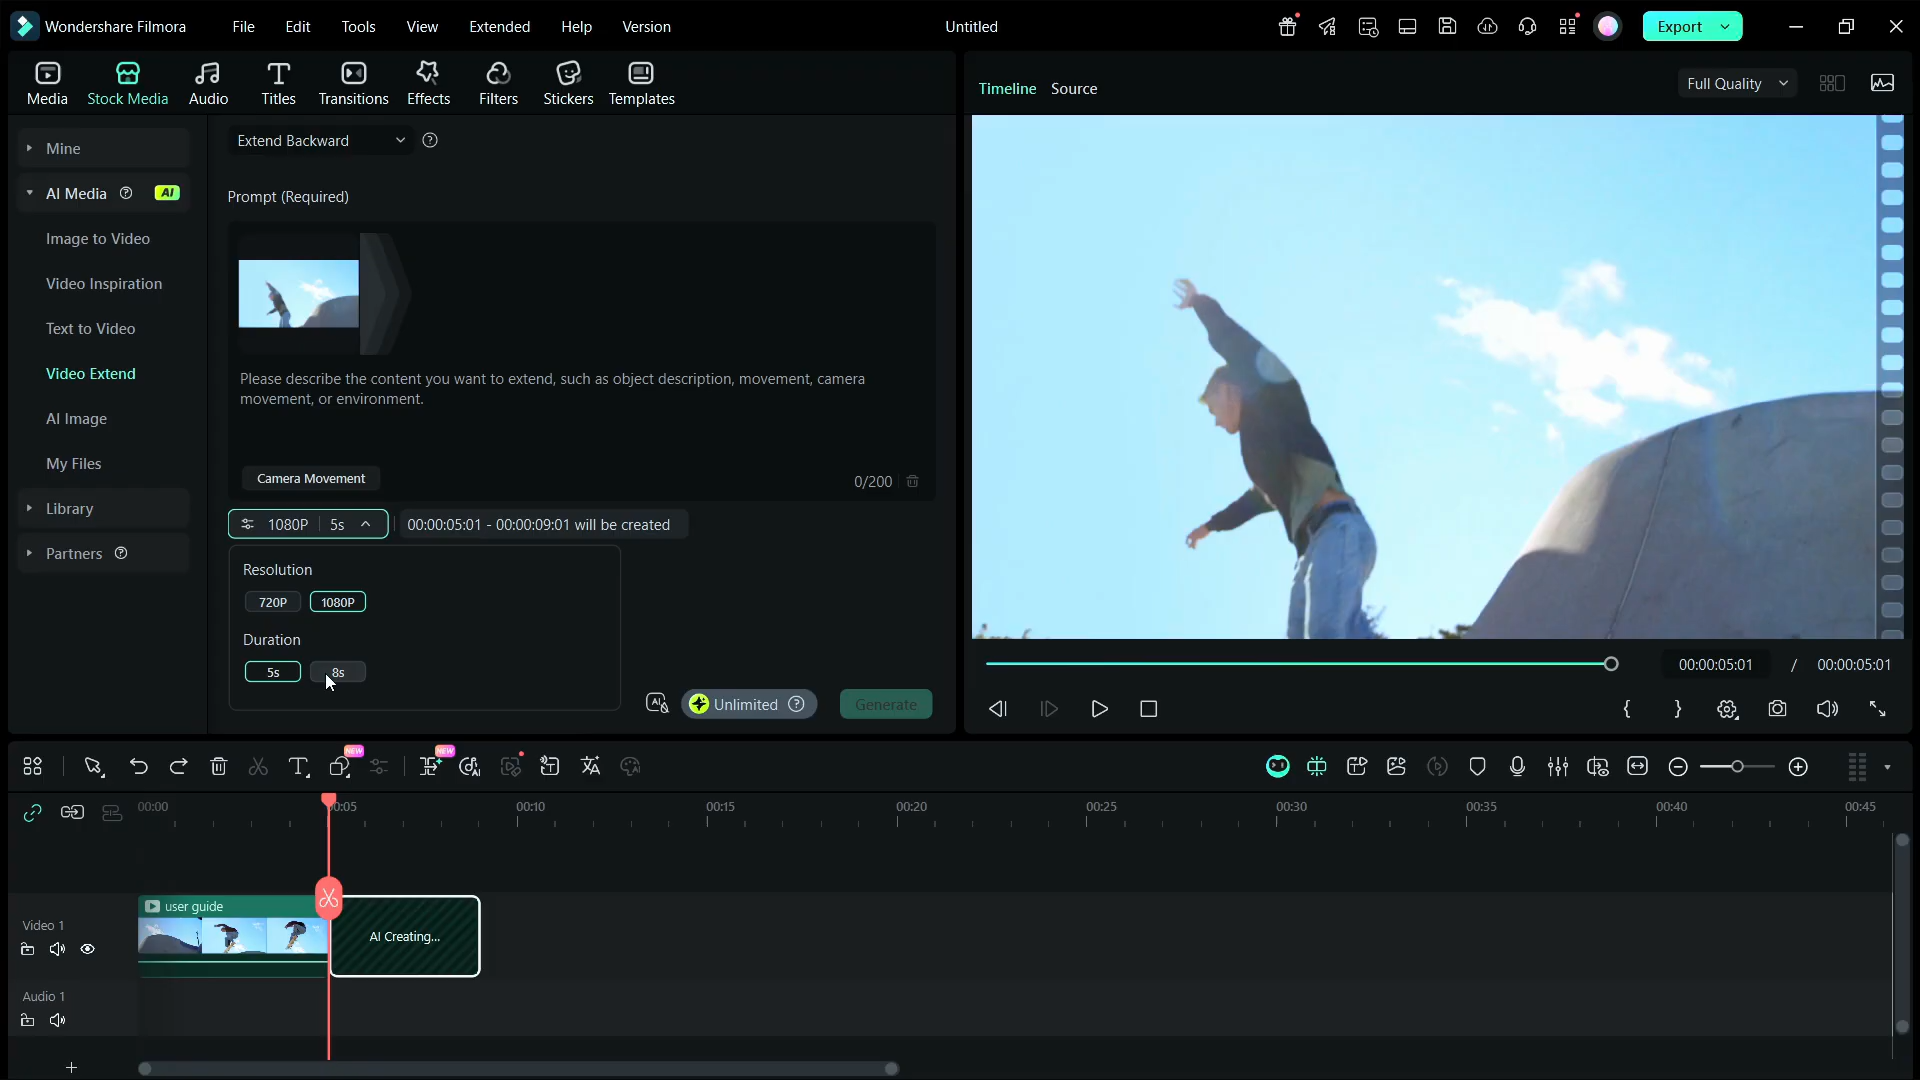 Wondershare Filmora
File
Edit
Tools
View
Extended
Help
Version
Untitled
Export
Media
Stock Media
Audio
Titles
Transitions
Effects
Filters
Stickers
Templates
Timeline
Source
Full Quality
Mine
AI Media
AI
Image to Video
Video Inspiration
Text to Video
Video Extend
AI Image
My Files
Library
Partners
Extend Backward
Prompt (Required)
Please describe the content you want to extend, such as object description, movement, camera
movement, or environment.
Camera Movement
0/200
1080P
5s
00:00:05:01 - 00:00:09:01 will be created
Resolution
720P
1080P
Duration
5s
8s
Unlimited
Generate
00:00:05:01
/
00:00:05:01
NEW
NEW
00:00
00:05
00:10
00:15
00:20
00:25
00:30
00:35
00:40
00:45
user guide
AI Creating...
Video 1
Audio 1